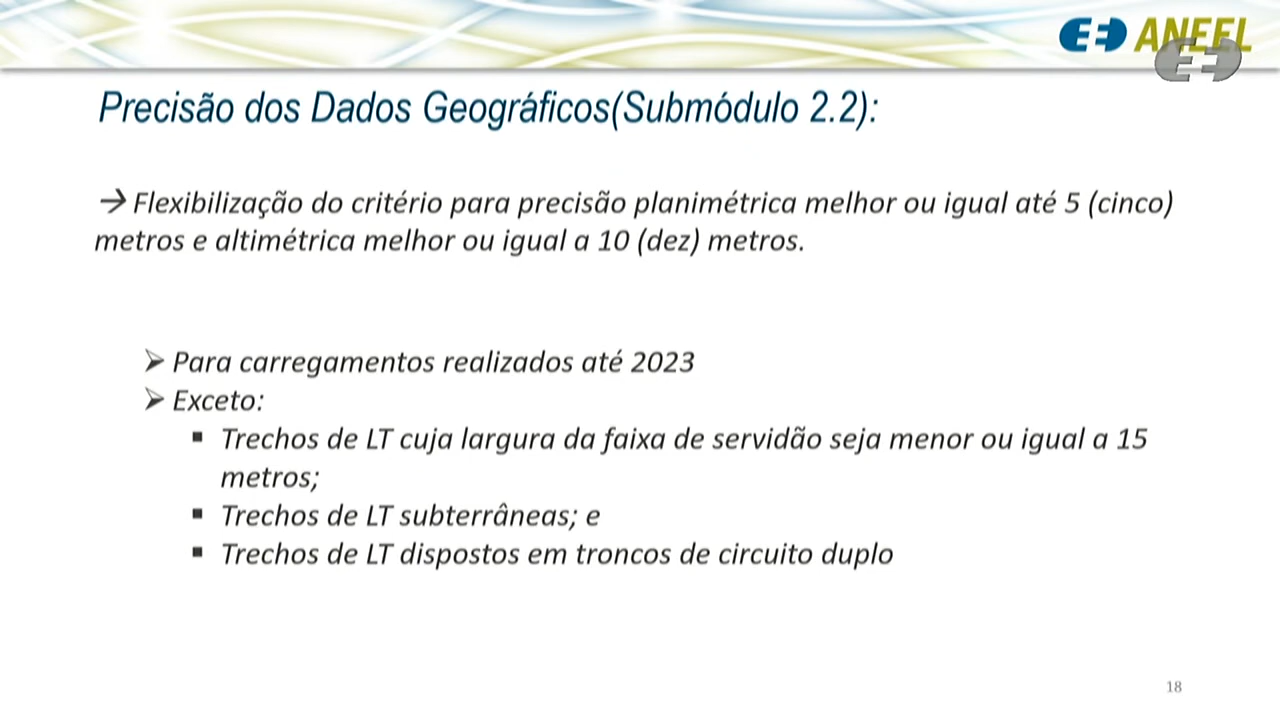 ANEEL
Precisão dos Dados Geográficos(Submódulo 2.2):
→ Flexibilização do critério para precisão planimétrica melhor ou igual até 5 (cinco)
metros e altimétrica melhor ou igual a 10 (dez) metros.
➢ Para carregamentos realizados até 2023
➢ Exceto:
▪ Trechos de LT cuja largura da faixa de servidão seja menor ou igual a 15
metros;
▪ Trechos de LT subterrâneas; e
▪ Trechos de LT dispostos em troncos de circuito duplo
18